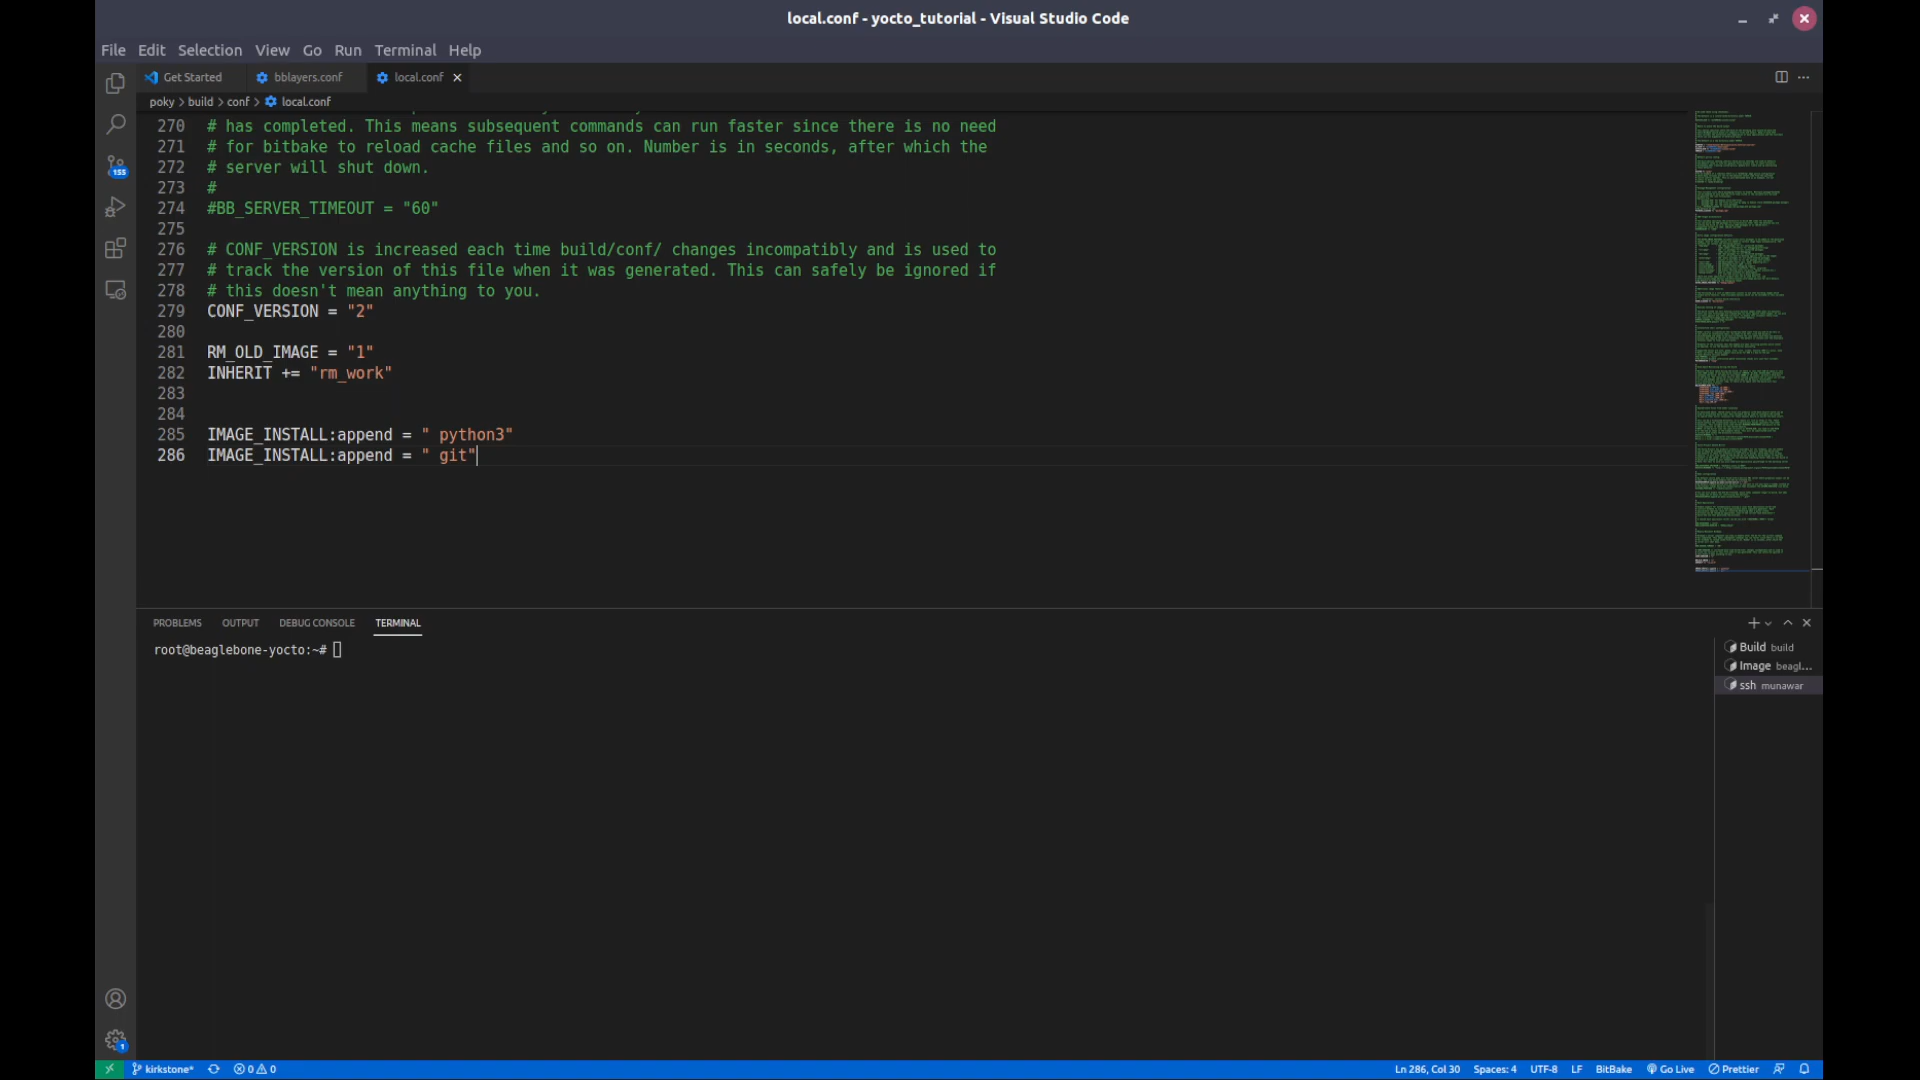 local.conf - yocto_tutorial - Visual Studio Code
File Edit Selection View Go Run Terminal Help
Get Started bblayers.conf local.conf
poky > build > conf > local.conf
270 # has completed. This means subsequent commands can run faster since there is no need
271 # for bitbake to reload cache files and so on. Number is in seconds, after which the
272 # server will shut down.
273 #
274 #BB_SERVER_TIMEOUT = "60"
275
276 # CONF_VERSION is increased each time build/conf/ changes incompatibly and is used to
277 # track the version of this file when it was generated. This can safely be ignored if
278 # this doesn't mean anything to you.
279 CONF_VERSION = "2"
280
281 RM_OLD_IMAGE = "1"
282 INHERIT += "rm_work"
283
284
285 IMAGE_INSTALL:append = " python3"
286 IMAGE_INSTALL:append = " git"
155
PROBLEMS OUTPUT DEBUG CONSOLE TERMINAL
root@beaglebone-yocto:~#
Build build
Image beagl...
ssh munawar
1
kirkstone* 0 0 Ln 286, Col 30 Spaces: 4 UTF-8 LF BitBake Go Live Prettier